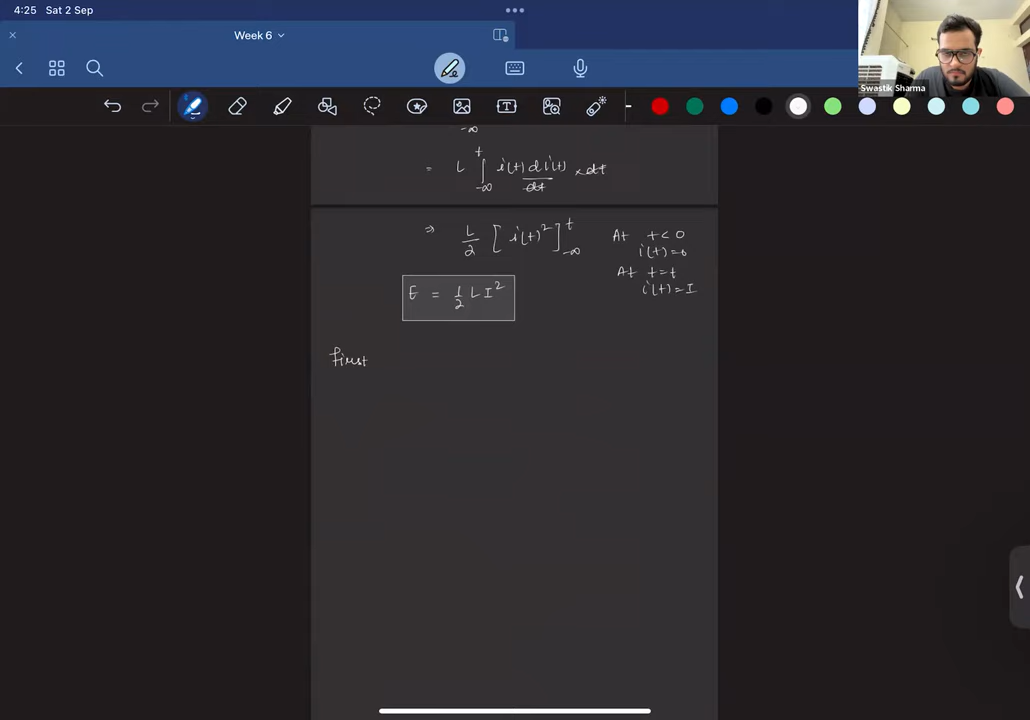 4:25 Sat 2 Sep
Week 6
Swastik Sharma
-∞
= L ∫ -∞ t i(t) di(t)/dt × dt
⇒ L/2 [ i(t)² ] -∞ t
At t < 0
i(t) = 0
At t = t
i(t) = I
E = 1/2 L I²
first